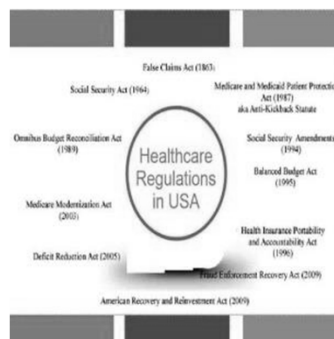 False Claims Act (1863)
Social Security Act (1964)
Medicare and Medicaid Patient Protectio
Act (1987)
aka Anti-Kickback Statute
Omnibus Budget Reconciliation Act
(1989)
Social Security Amendments
(1994)
Healthcare
Regulations
in USA
Balanced Budget Act
(1995)
Medicare Modernization Act
(2003)
Health Insurance Portability
and Accountability Act
(1996)
Deficit Reduction Act (2005)
Fraud Enforcement Recovery Act (2009)
American Recovery and Reinvestment Act (2009)